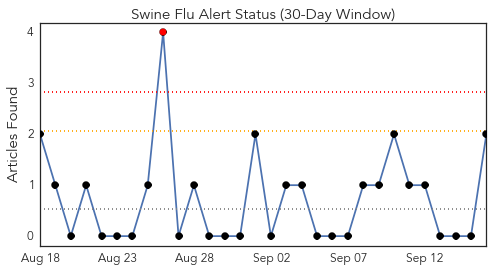 Swine Flu Alert Status (30-Day Window)
Articles Found
4
3
2
1
0
Aug 18 Aug 23 Aug 28 Sep 02 Sep 07 Sep 12